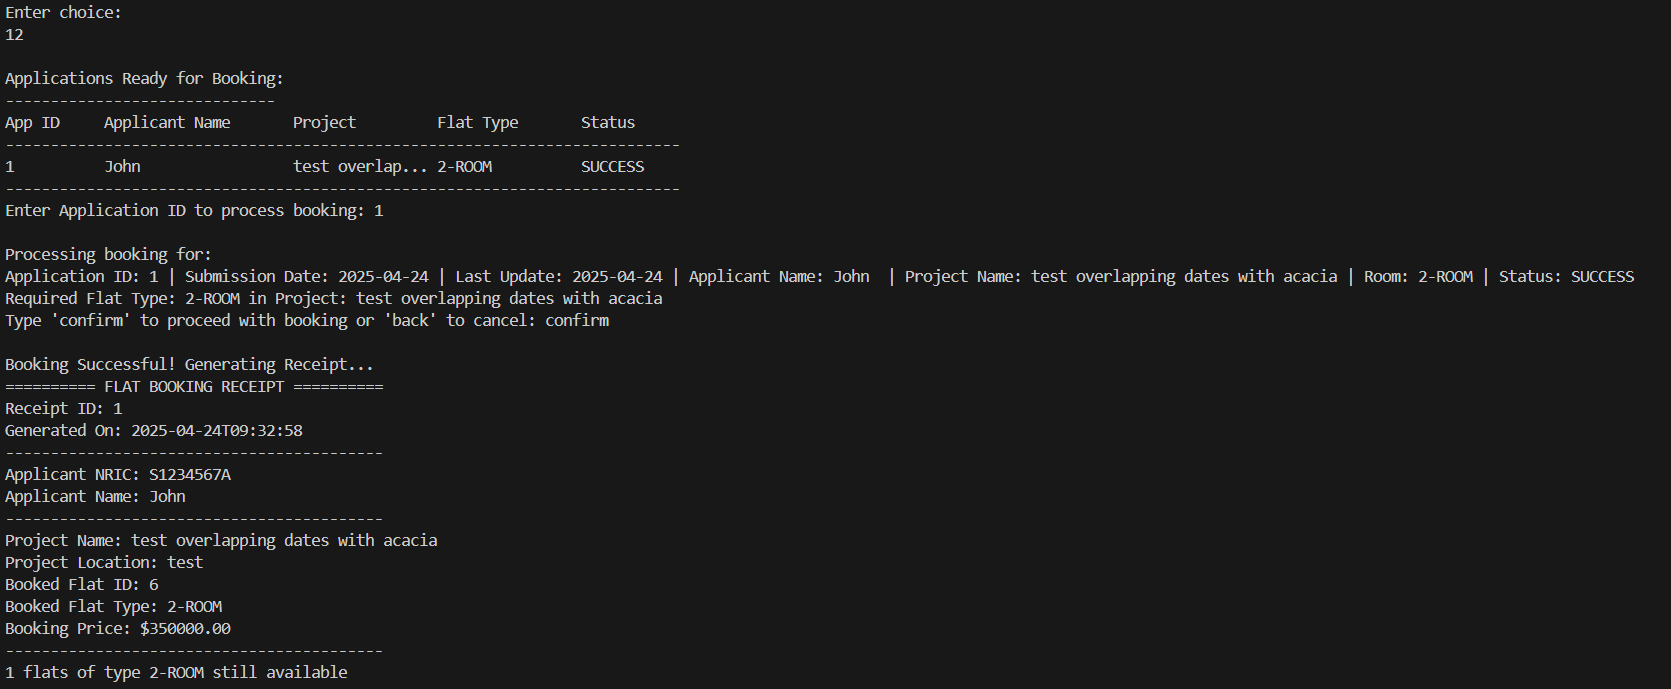 Enter choice:
12
Applications Ready for Booking:
------------------------------
App ID     Applicant Name       Project         Flat Type       Status
---------------------------------------------------------------------------
1          John                 test overlap... 2-ROOM          SUCCESS
---------------------------------------------------------------------------
Enter Application ID to process booking: 1
Processing booking for:
Application ID: 1 | Submission Date: 2025-04-24 | Last Update: 2025-04-24 | Applicant Name: John  | Project Name: test overlapping dates with acacia | Room: 2-ROOM | Status: SUCCESS
Required Flat Type: 2-ROOM in Project: test overlapping dates with acacia
Type 'confirm' to proceed with booking or 'back' to cancel: confirm
Booking Successful! Generating Receipt...
========== FLAT BOOKING RECEIPT ==========
Receipt ID: 1
Generated On: 2025-04-24T09:32:58
------------------------------------------
Applicant NRIC: S1234567A
Applicant Name: John
------------------------------------------
Project Name: test overlapping dates with acacia
Project Location: test
Booked Flat ID: 6
Booked Flat Type: 2-ROOM
Booking Price: $350000.00
------------------------------------------
1 flats of type 2-ROOM still available